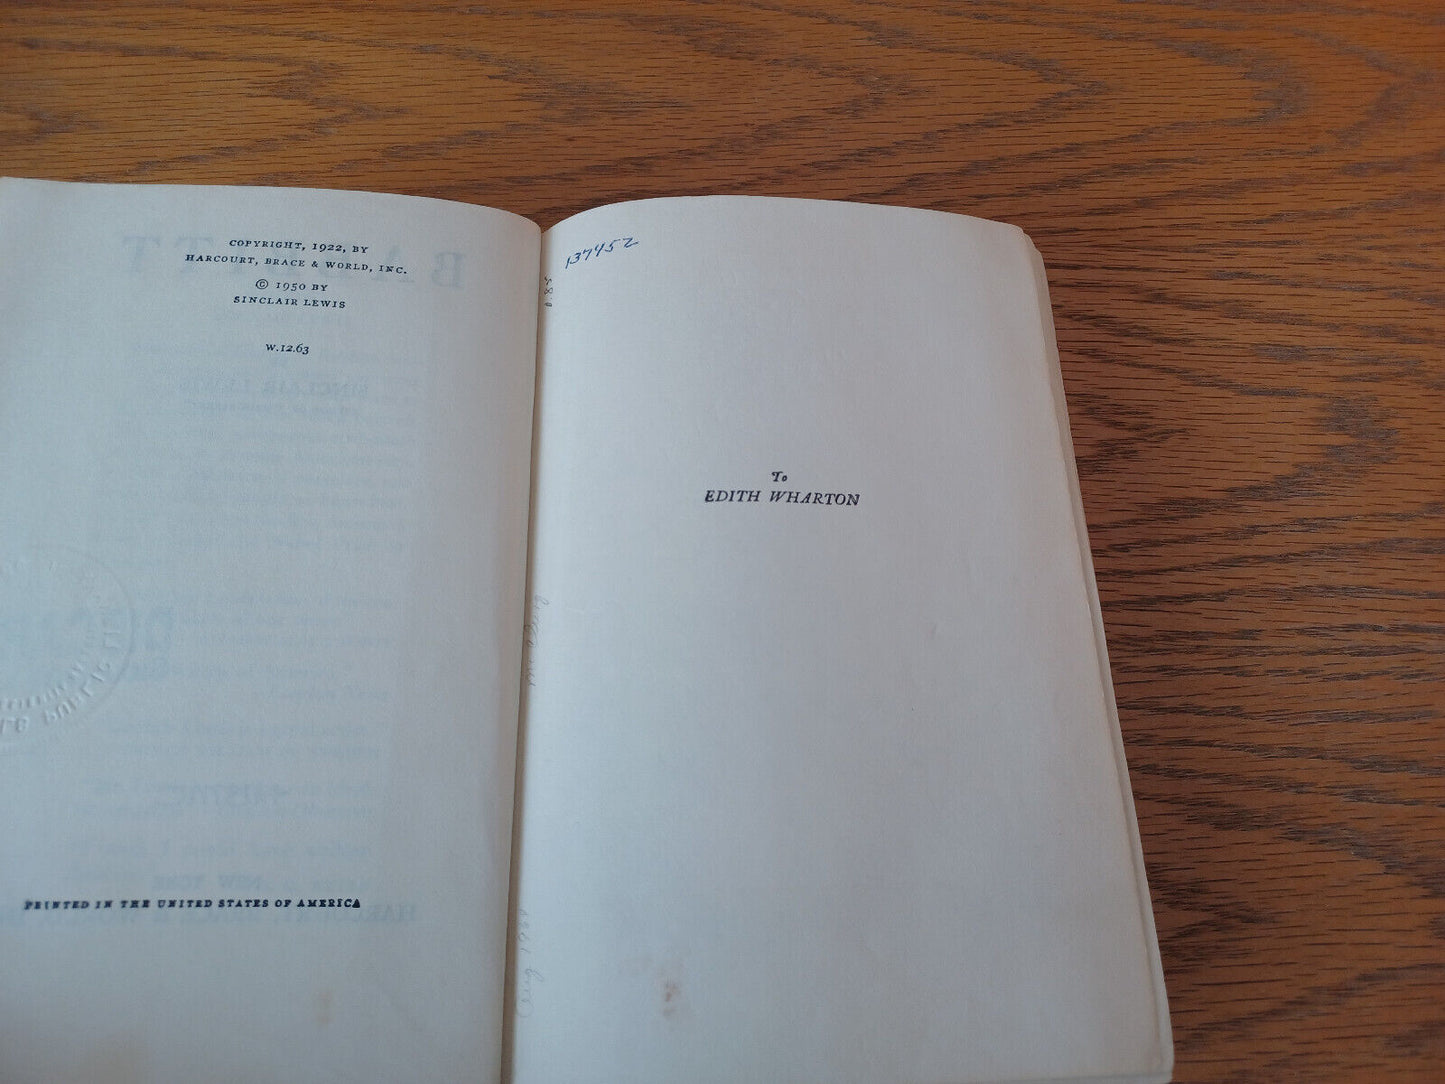 COPYRIGHT, 1922, BY
HARCOURT, BRACE & WORLD, INC.
© 1950 BY
SINCLAIR LEWIS
W.12.63
PRINTED IN THE UNITED STATES OF AMERICA
137452
To
EDITH WHARTON